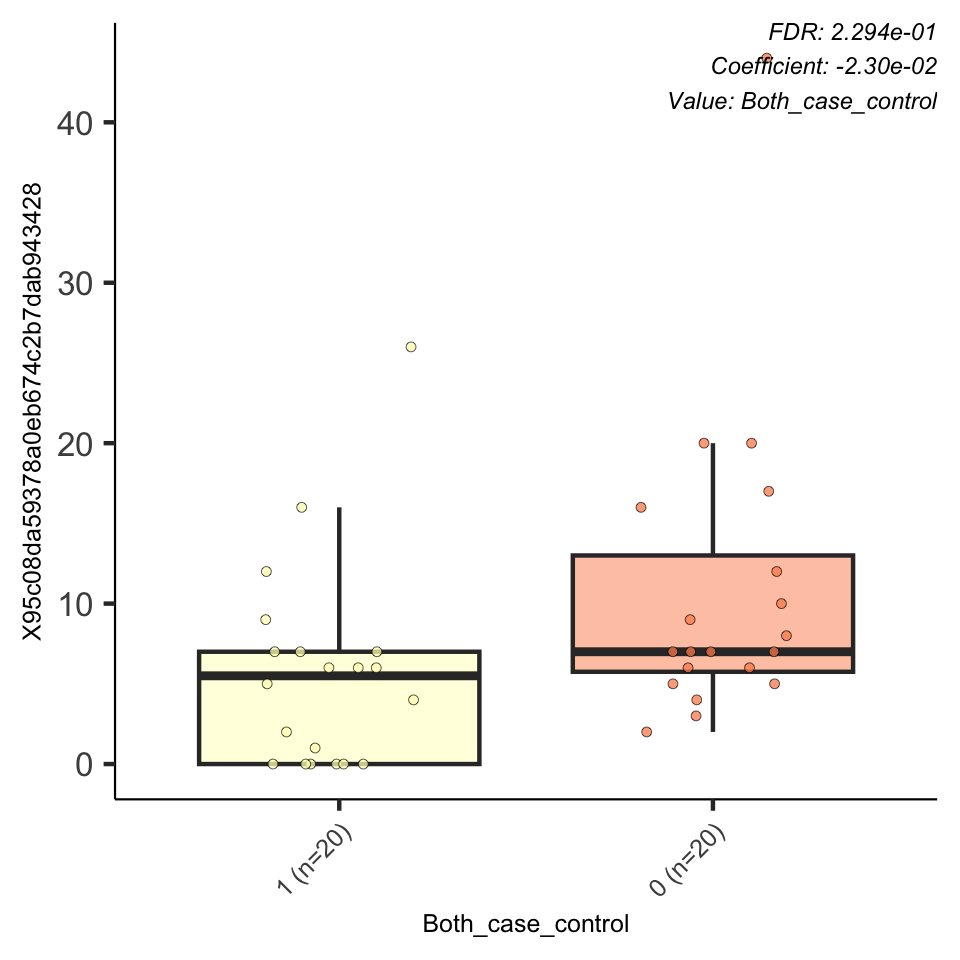 FDR: 2.294e-01
Coefficient: -2.30e-02
Value: Both_case_control
X95c08da59378a0eb674c2b7dab943428
40
30
20
10
0
1 (n=20)
0 (n=20)
Both_case_control